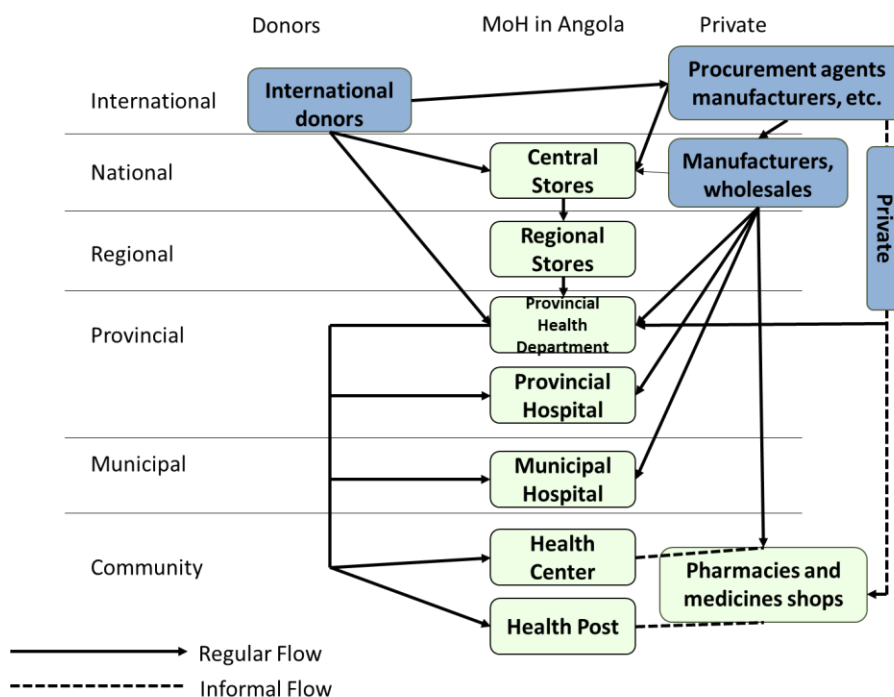 Donors
MoH in Angola
Private
International
International
donors
Procurement agents
manufacturers, etc.
National
Central
Stores
Manufacturers,
wholesales
Private
Regional
Regional
Stores
Provincial
Provincial
Health
Department
Provincial
Hospital
Municipal
Municipal
Hospital
Community
Health
Center
Pharmacies and
medicines shops
Health Post
Regular Flow
Informal Flow